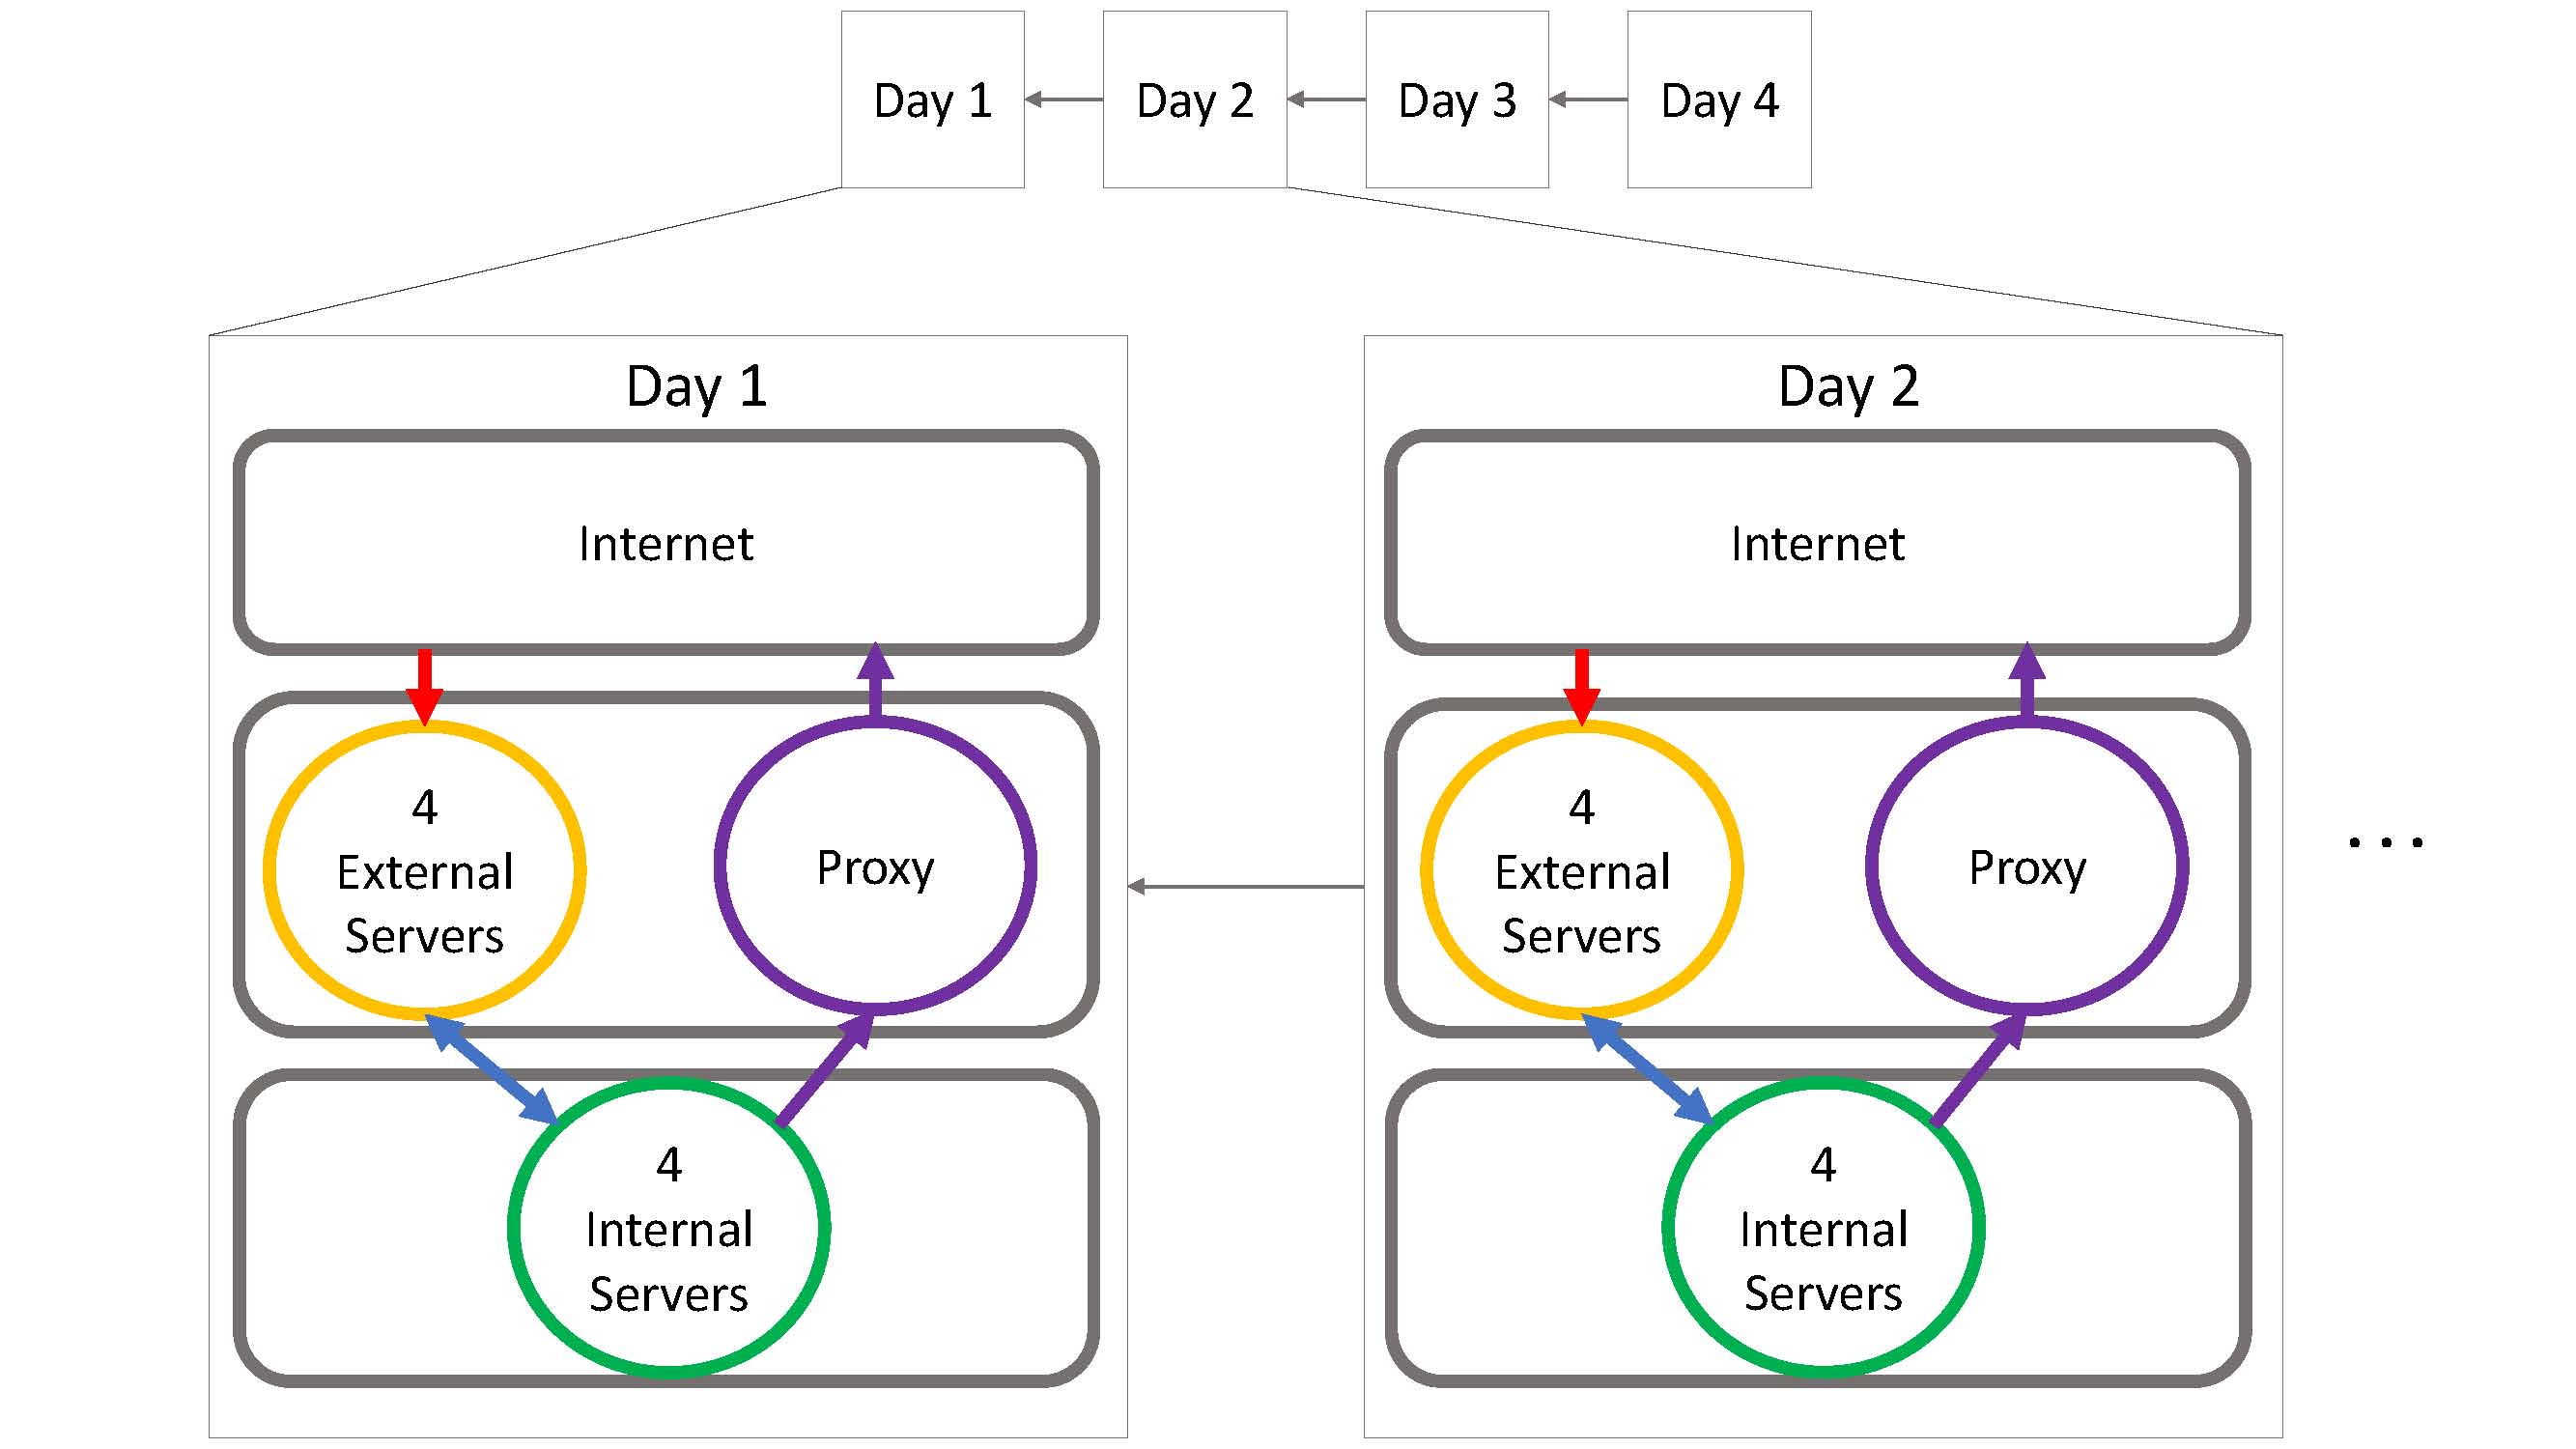 Day 1
Day 2
Day 3
Day 4
Day 1
Internet
4
External
Servers
Proxy
4
Internal
Servers
Day 2
Internet
4
External
Servers
Proxy
4
Internal
Servers
...